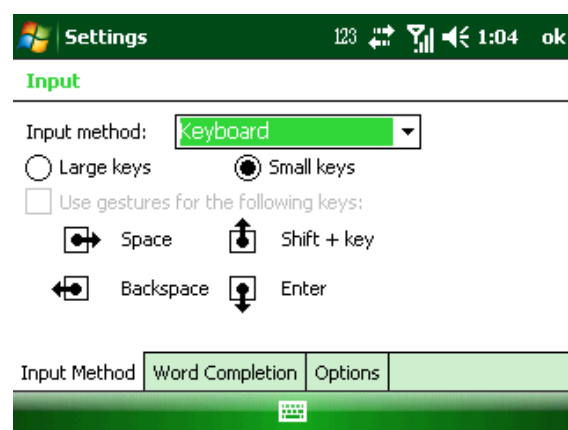 Settings 123 1:04 ok
Input
Input method: Keyboard
Large keys Small keys
Use gestures for the following keys:
Space Shift + key
Backspace Enter
Input Method Word Completion Options